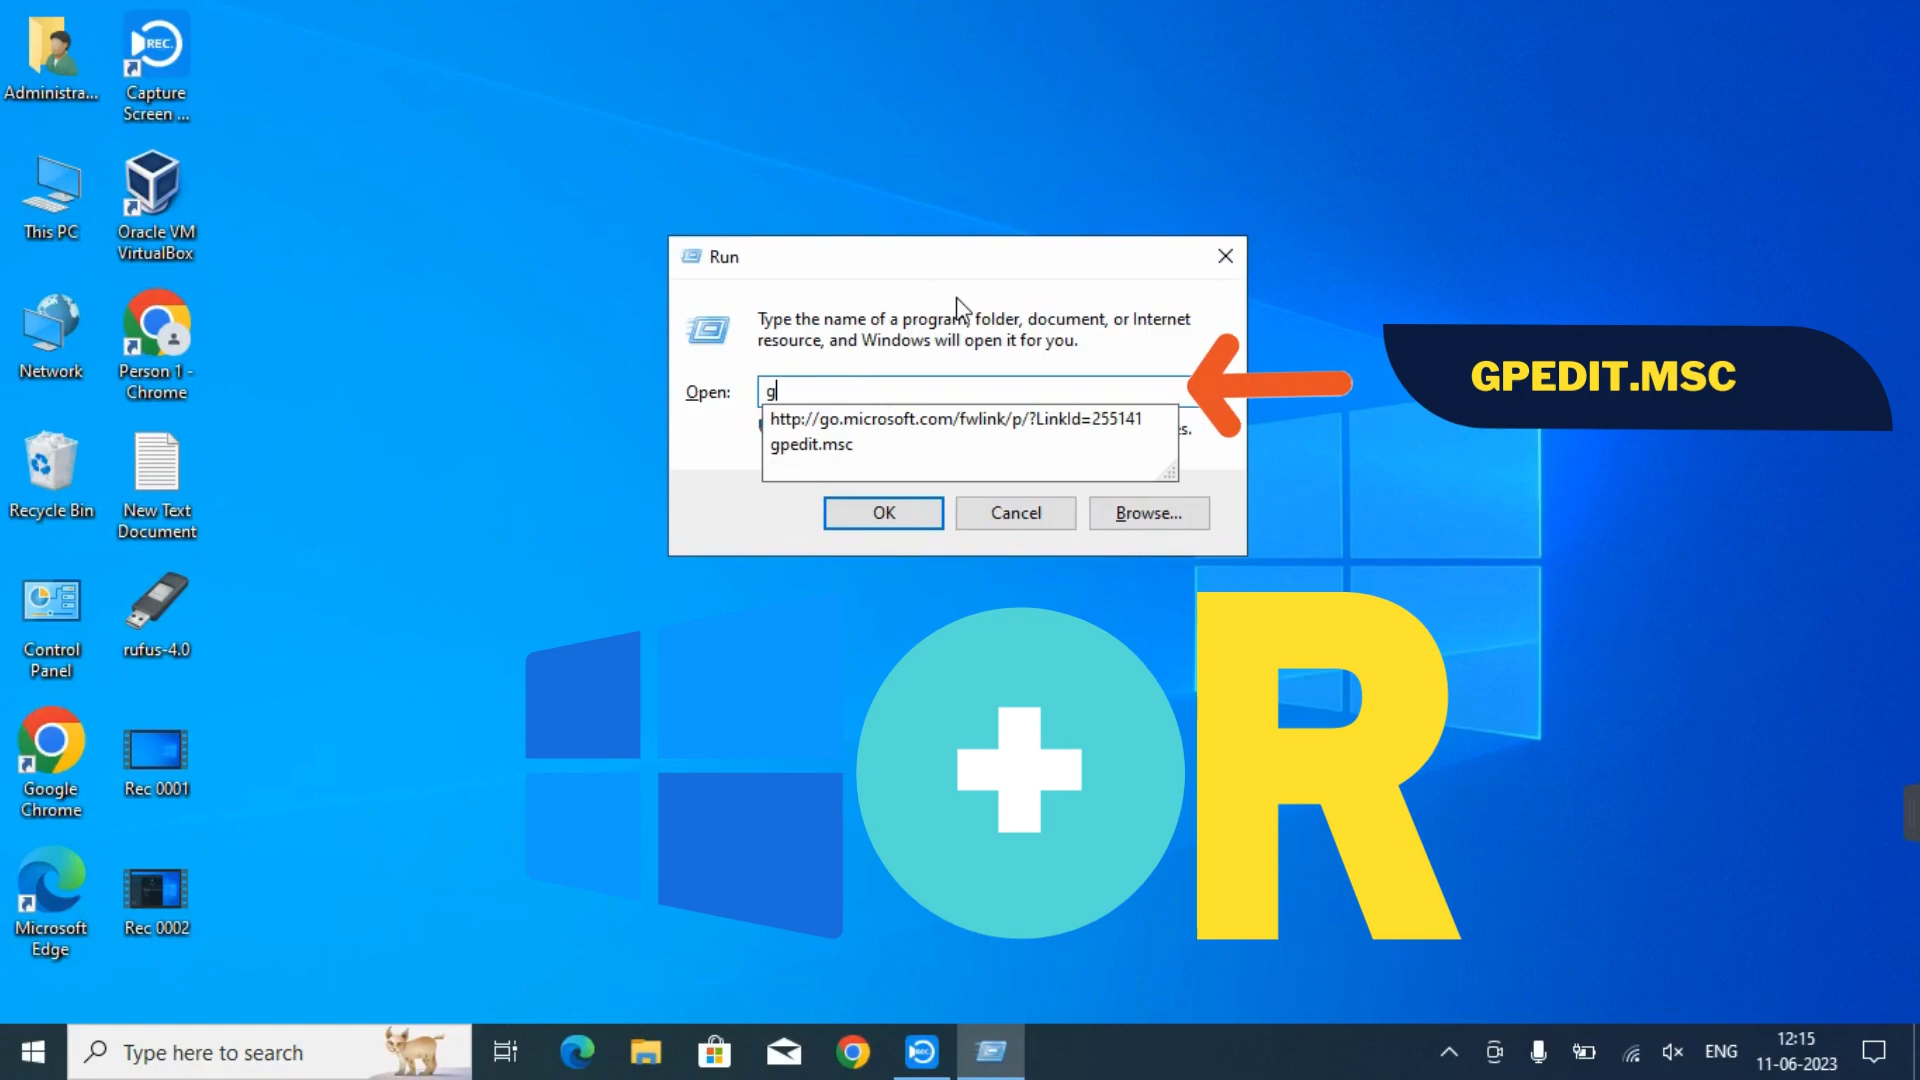 Administra...
Capture
Screen ...
REC.
This PC
Oracle VM
VirtualBox
Network
Person 1 -
Chrome
Recycle Bin
New Text
Document
Control
Panel
rufus-4.0
Google
Chrome
Rec 0001
Microsoft
Edge
Rec 0002
Run
Type the name of a program, folder, document, or Internet
resource, and Windows will open it for you.
Open:
g
http://go.microsoft.com/fwlink/p/?LinkId=255141
gpedit.msc
es.
OK
Cancel
Browse...
GPEDIT.MSC
R
Type here to search
REC
ENG
12:15
11-06-2023